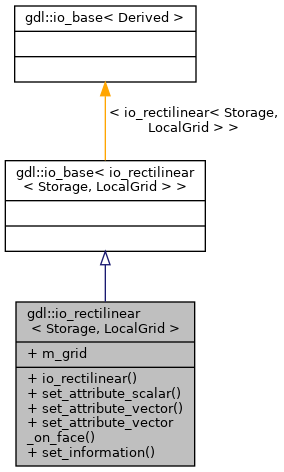 gdl::io_base< Derived >
< io_rectilinear< Storage,
LocalGrid > >
gdl::io_base< io_rectilinear
< Storage, LocalGrid > >
gdl::io_rectilinear
< Storage, LocalGrid >
+ m_grid
+ io_rectilinear()
+ set_attribute_scalar()
+ set_attribute_vector()
+ set_attribute_vector
_on_face()
+ set_information()